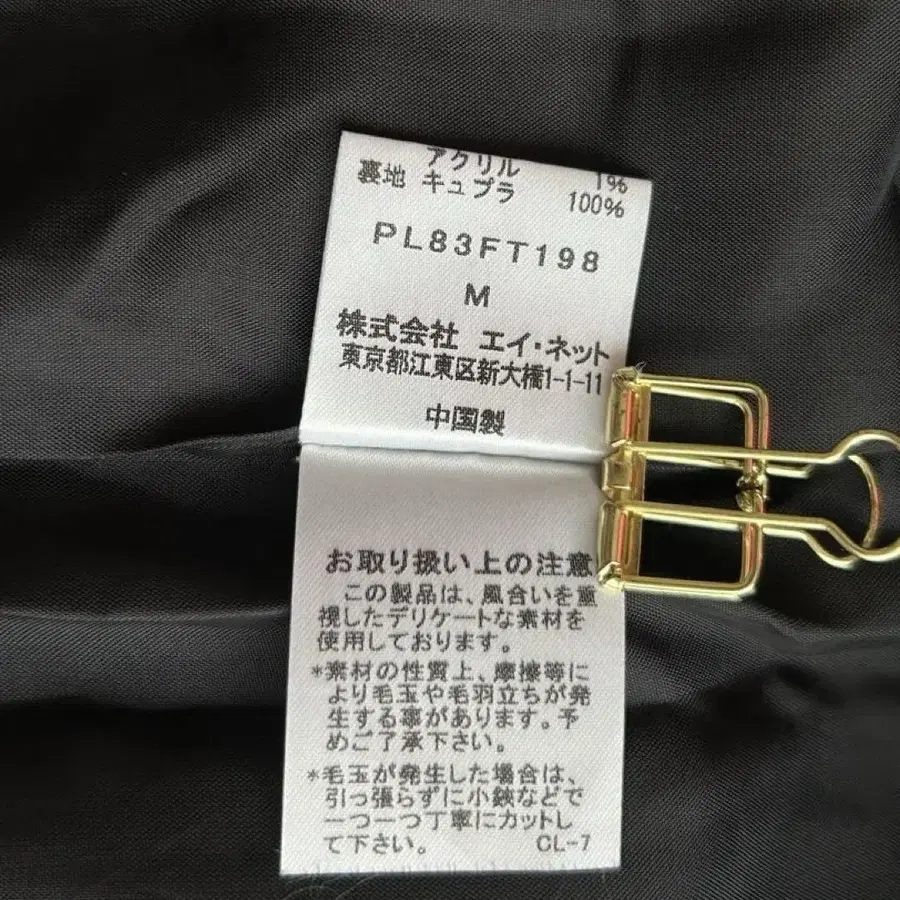 アクリル 1%
裏地 キュプラ 100%
PL83FT198
M
株式会社 エイ・ネット
東京都江東区新大橋1-1-11
中国製
お取り扱い上の注意
この製品は、風合いを重
視したデリケートな素材を
使用しております。
*素材の性質上、摩擦等に
より毛玉や毛羽立ちが発
生する事があります。予
めご了承下さい。
*毛玉が発生した場合は、
引っ張らずに小鋏などで
一つ一つ丁寧にカットし
て下さい。 CL-7